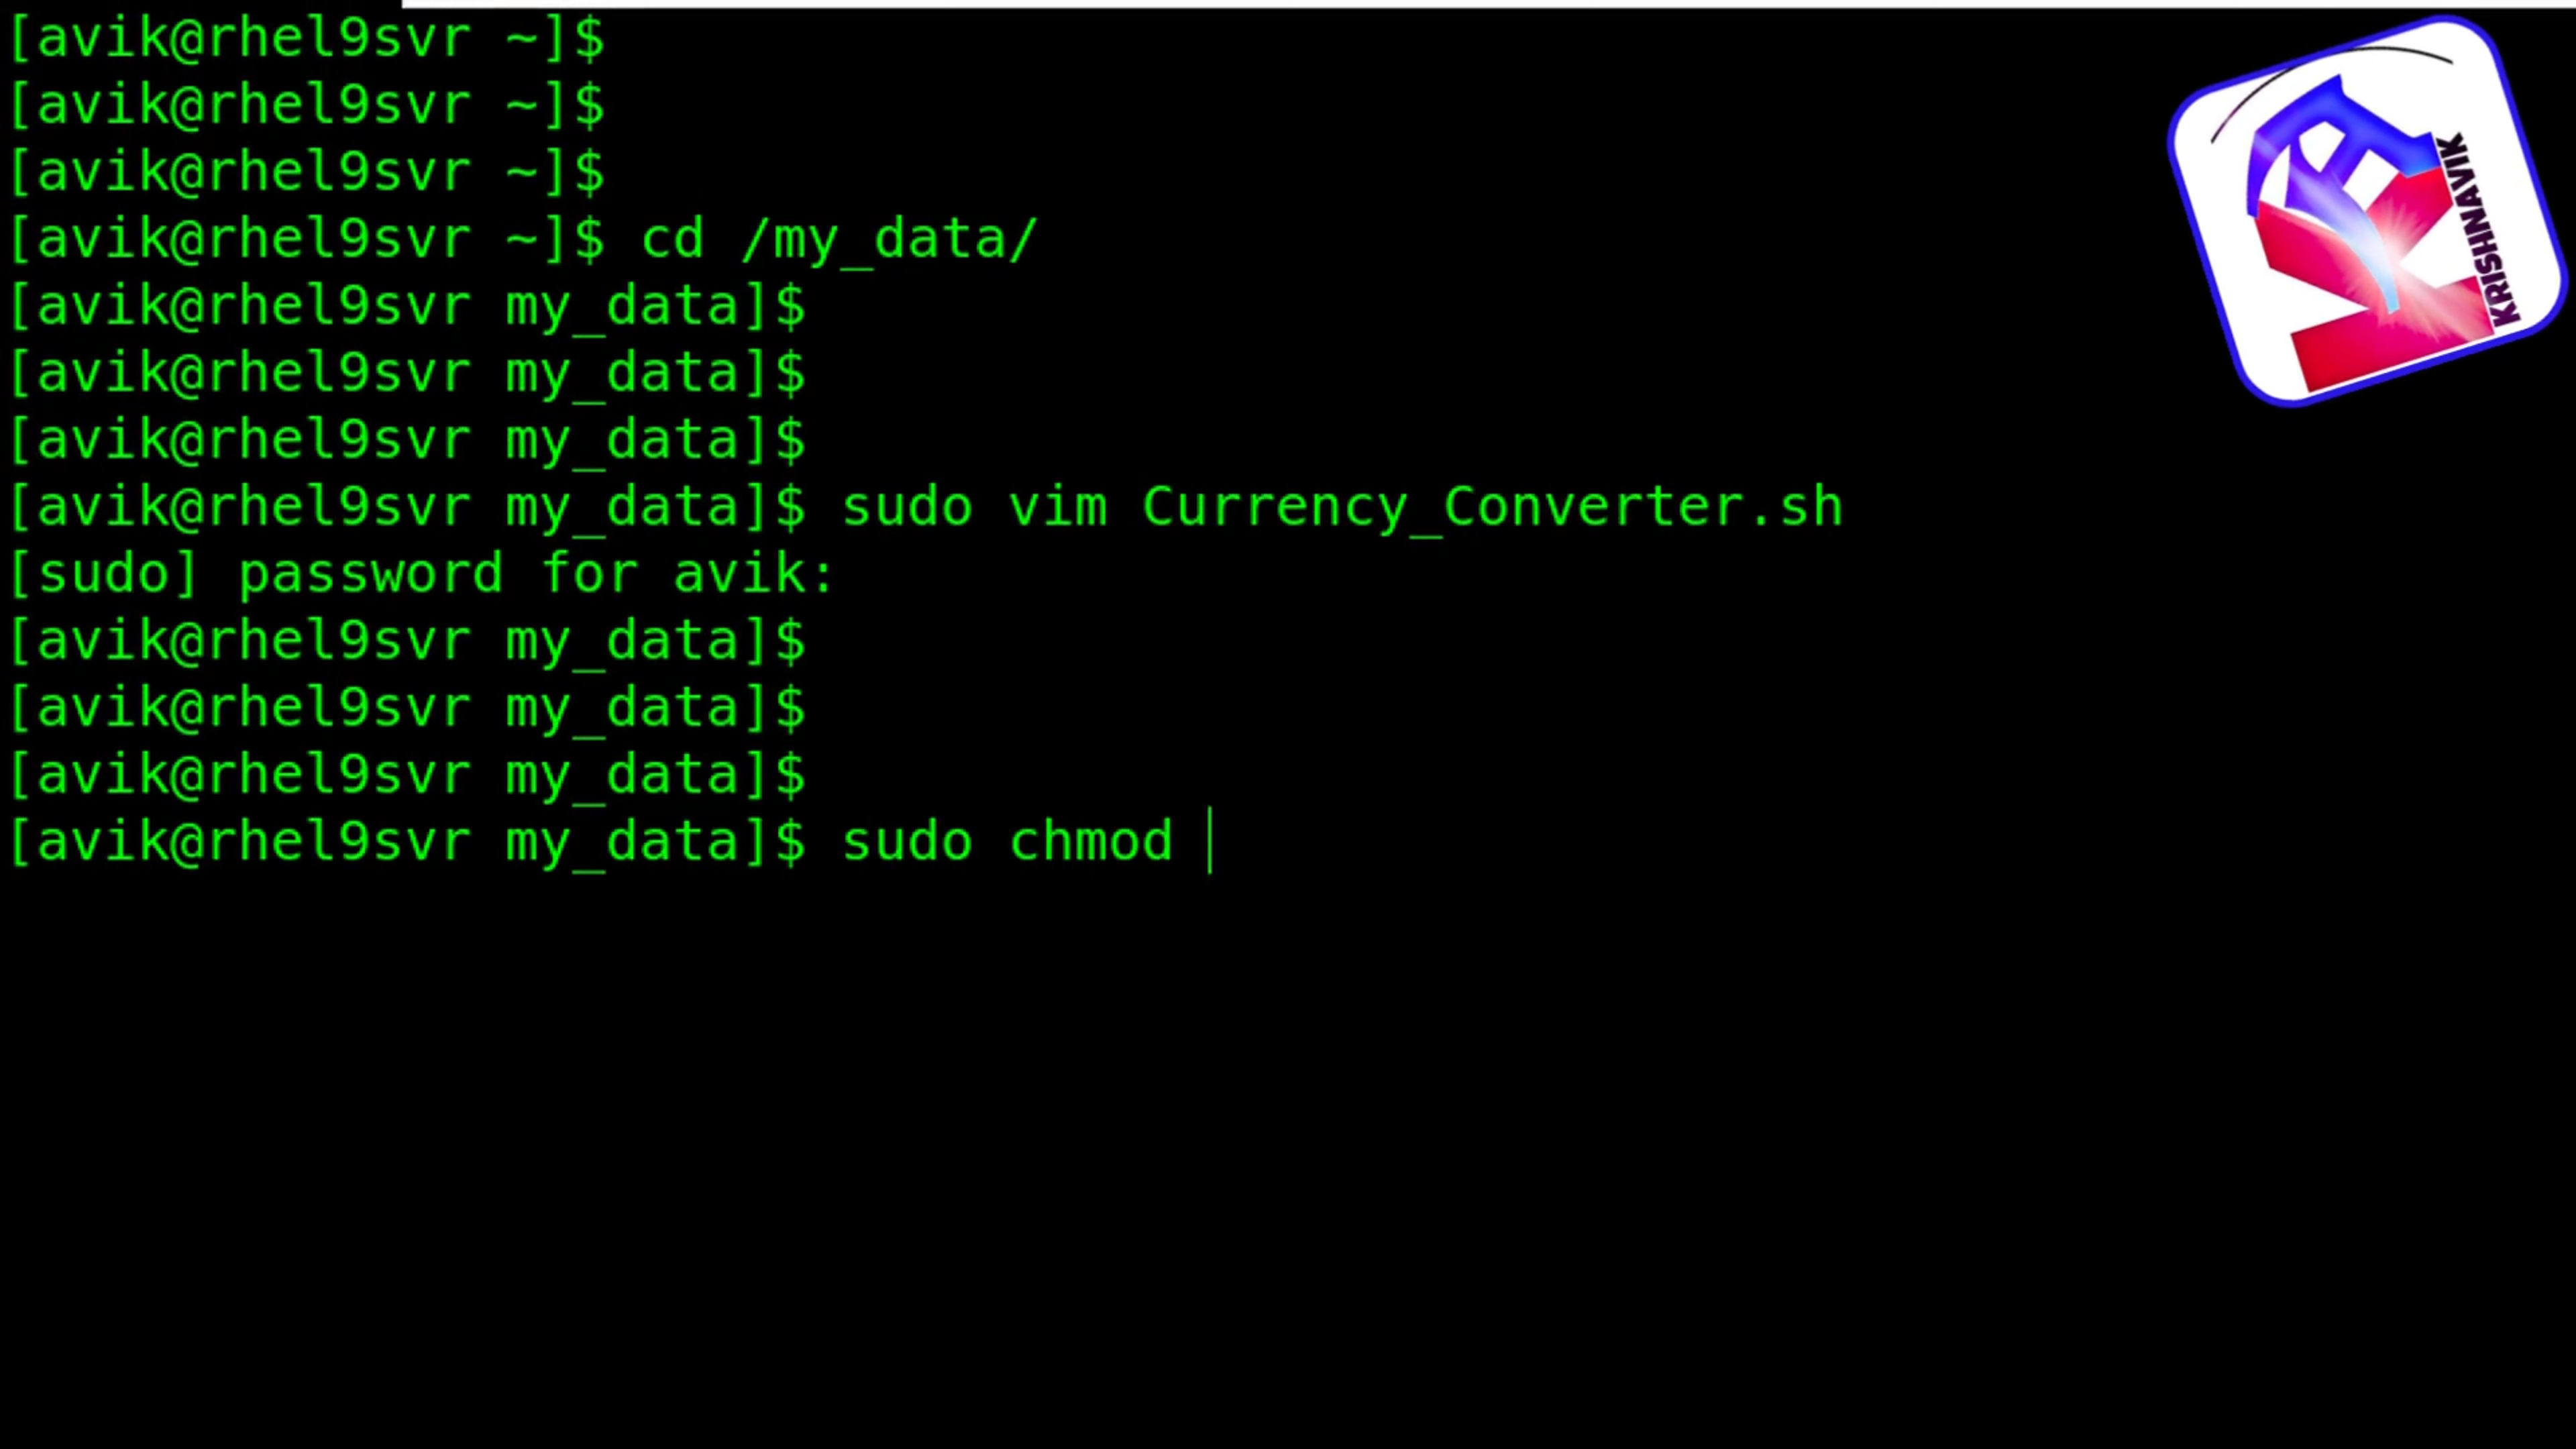 [avik@rhel9svr ~]$
[avik@rhel9svr ~]$
[avik@rhel9svr ~]$
[avik@rhel9svr ~]$ cd /my_data/
[avik@rhel9svr my_data]$
[avik@rhel9svr my_data]$
[avik@rhel9svr my_data]$
[avik@rhel9svr my_data]$ sudo vim Currency_Converter.sh
[sudo] password for avik:
[avik@rhel9svr my_data]$
[avik@rhel9svr my_data]$
[avik@rhel9svr my_data]$
[avik@rhel9svr my_data]$ sudo chmod
AK
KRISHNAVIK